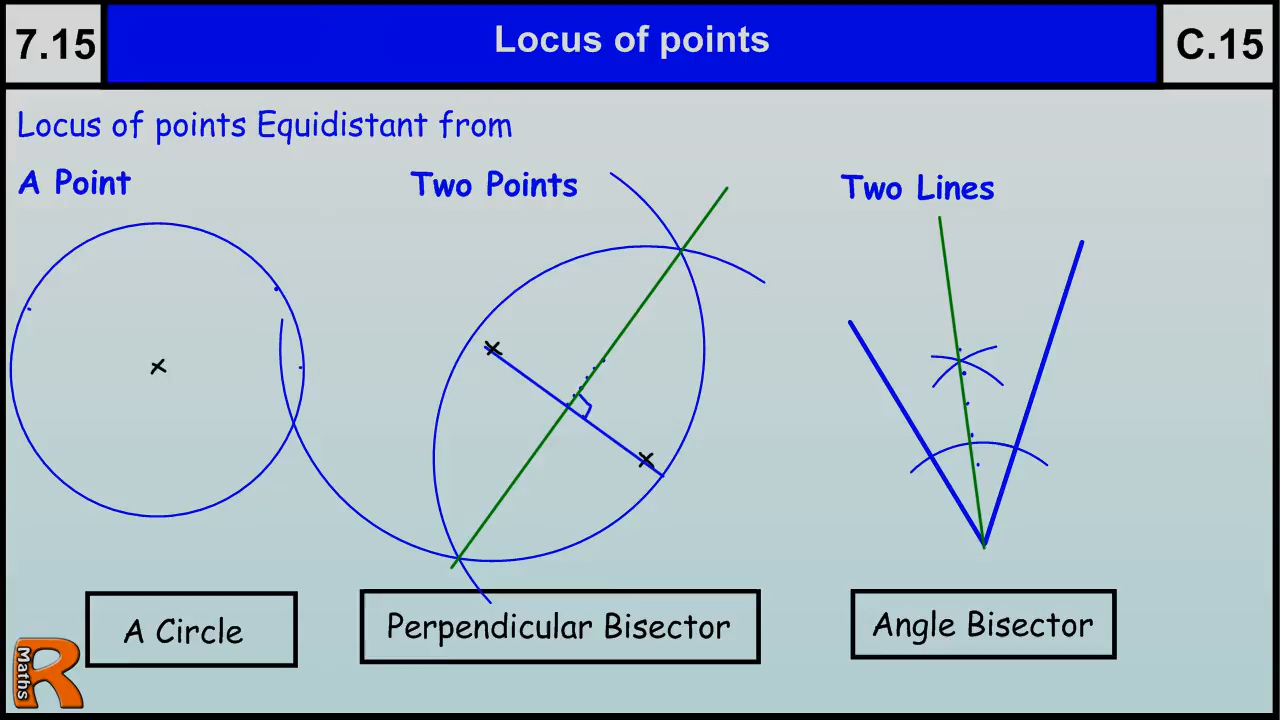 7.15
Locus of points
C.15
Locus of points Equidistant from
A Point
Two Points
Two Lines
A Circle
Perpendicular Bisector
Angle Bisector
R
Maths